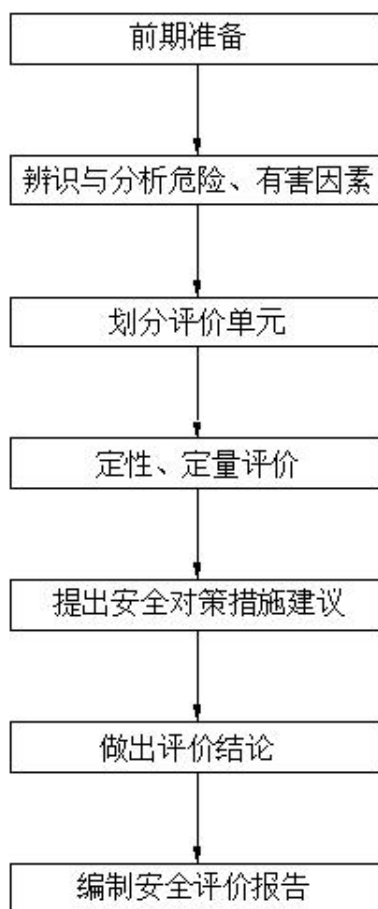 前期准备
辨识与分析危险、有害因素
划分评价单元
定性、定量评价
提出安全对策措施建议
做出评价结论
编制安全评价报告